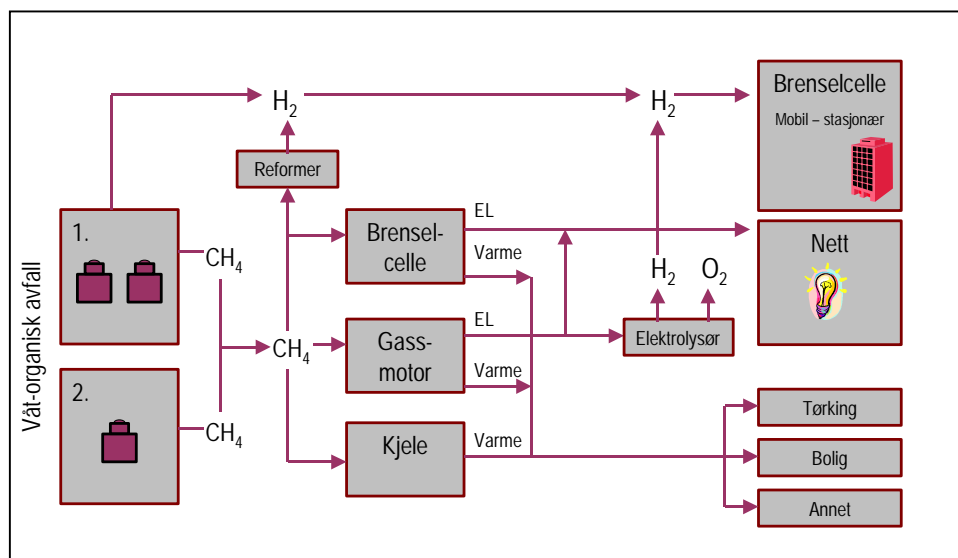 Våt-organisk avfall
1.
CH₄
2.
CH₄
H₂
Reformer
CH₄
Brensel-
celle
EL
Varme
Gass-
motor
EL
Varme
Kjele
Varme
H₂
H₂
O₂
Elektrolysør
Brenselcelle
Mobil – stasjonær
Nett
Tørking
Bolig
Annet